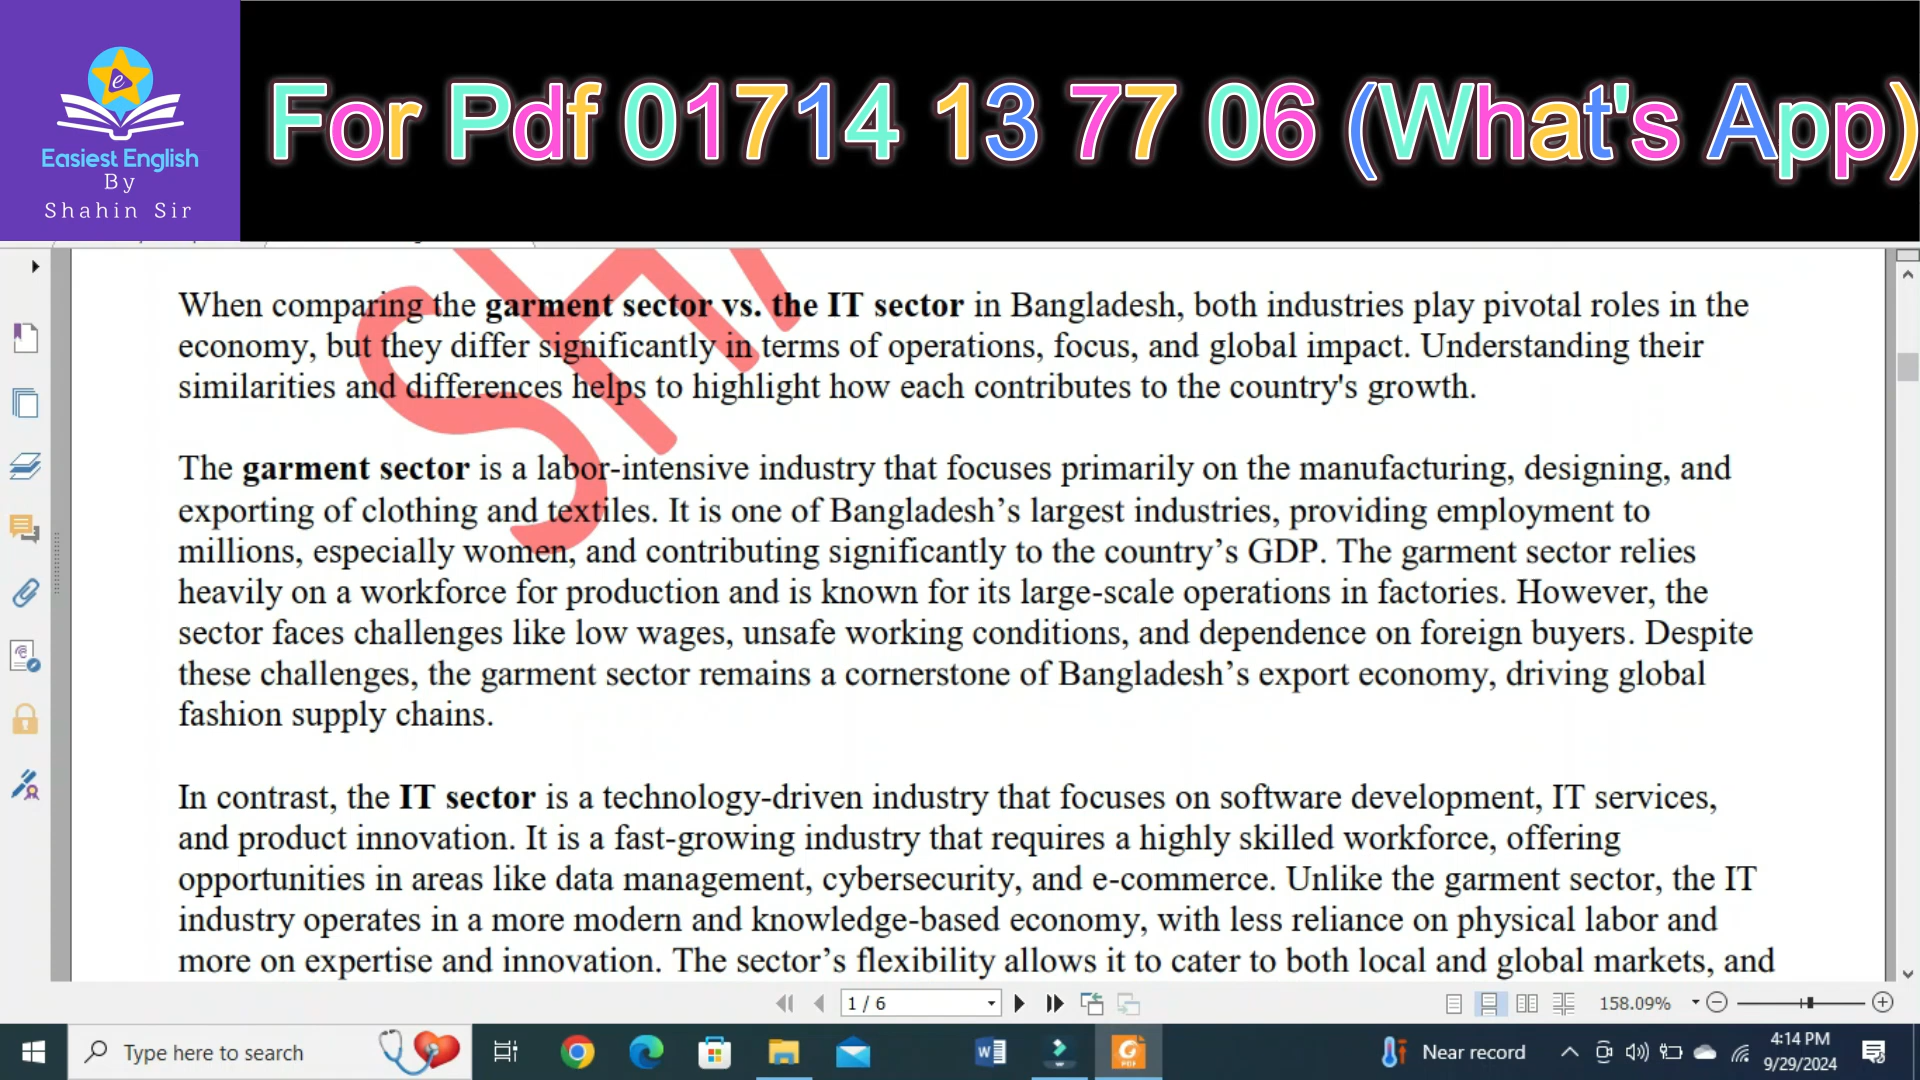 e
Easiest English
By
Shahin Sir
For Pdf 01714 13 77 06 (What's App)
When comparing the garment sector vs. the IT sector in Bangladesh, both industries play pivotal roles in the
economy, but they differ significantly in terms of operations, focus, and global impact. Understanding their
similarities and differences helps to highlight how each contributes to the country's growth.
The garment sector is a labor-intensive industry that focuses primarily on the manufacturing, designing, and
exporting of clothing and textiles. It is one of Bangladesh’s largest industries, providing employment to
millions, especially women, and contributing significantly to the country’s GDP. The garment sector relies
heavily on a workforce for production and is known for its large-scale operations in factories. However, the
sector faces challenges like low wages, unsafe working conditions, and dependence on foreign buyers. Despite
these challenges, the garment sector remains a cornerstone of Bangladesh’s export economy, driving global
fashion supply chains.
In contrast, the IT sector is a technology-driven industry that focuses on software development, IT services,
and product innovation. It is a fast-growing industry that requires a highly skilled workforce, offering
opportunities in areas like data management, cybersecurity, and e-commerce. Unlike the garment sector, the IT
industry operates in a more modern and knowledge-based economy, with less reliance on physical labor and
more on expertise and innovation. The sector’s flexibility allows it to cater to both local and global markets, and
1 / 6
158.09%
Type here to search
Near record
4:14 PM
9/29/2024